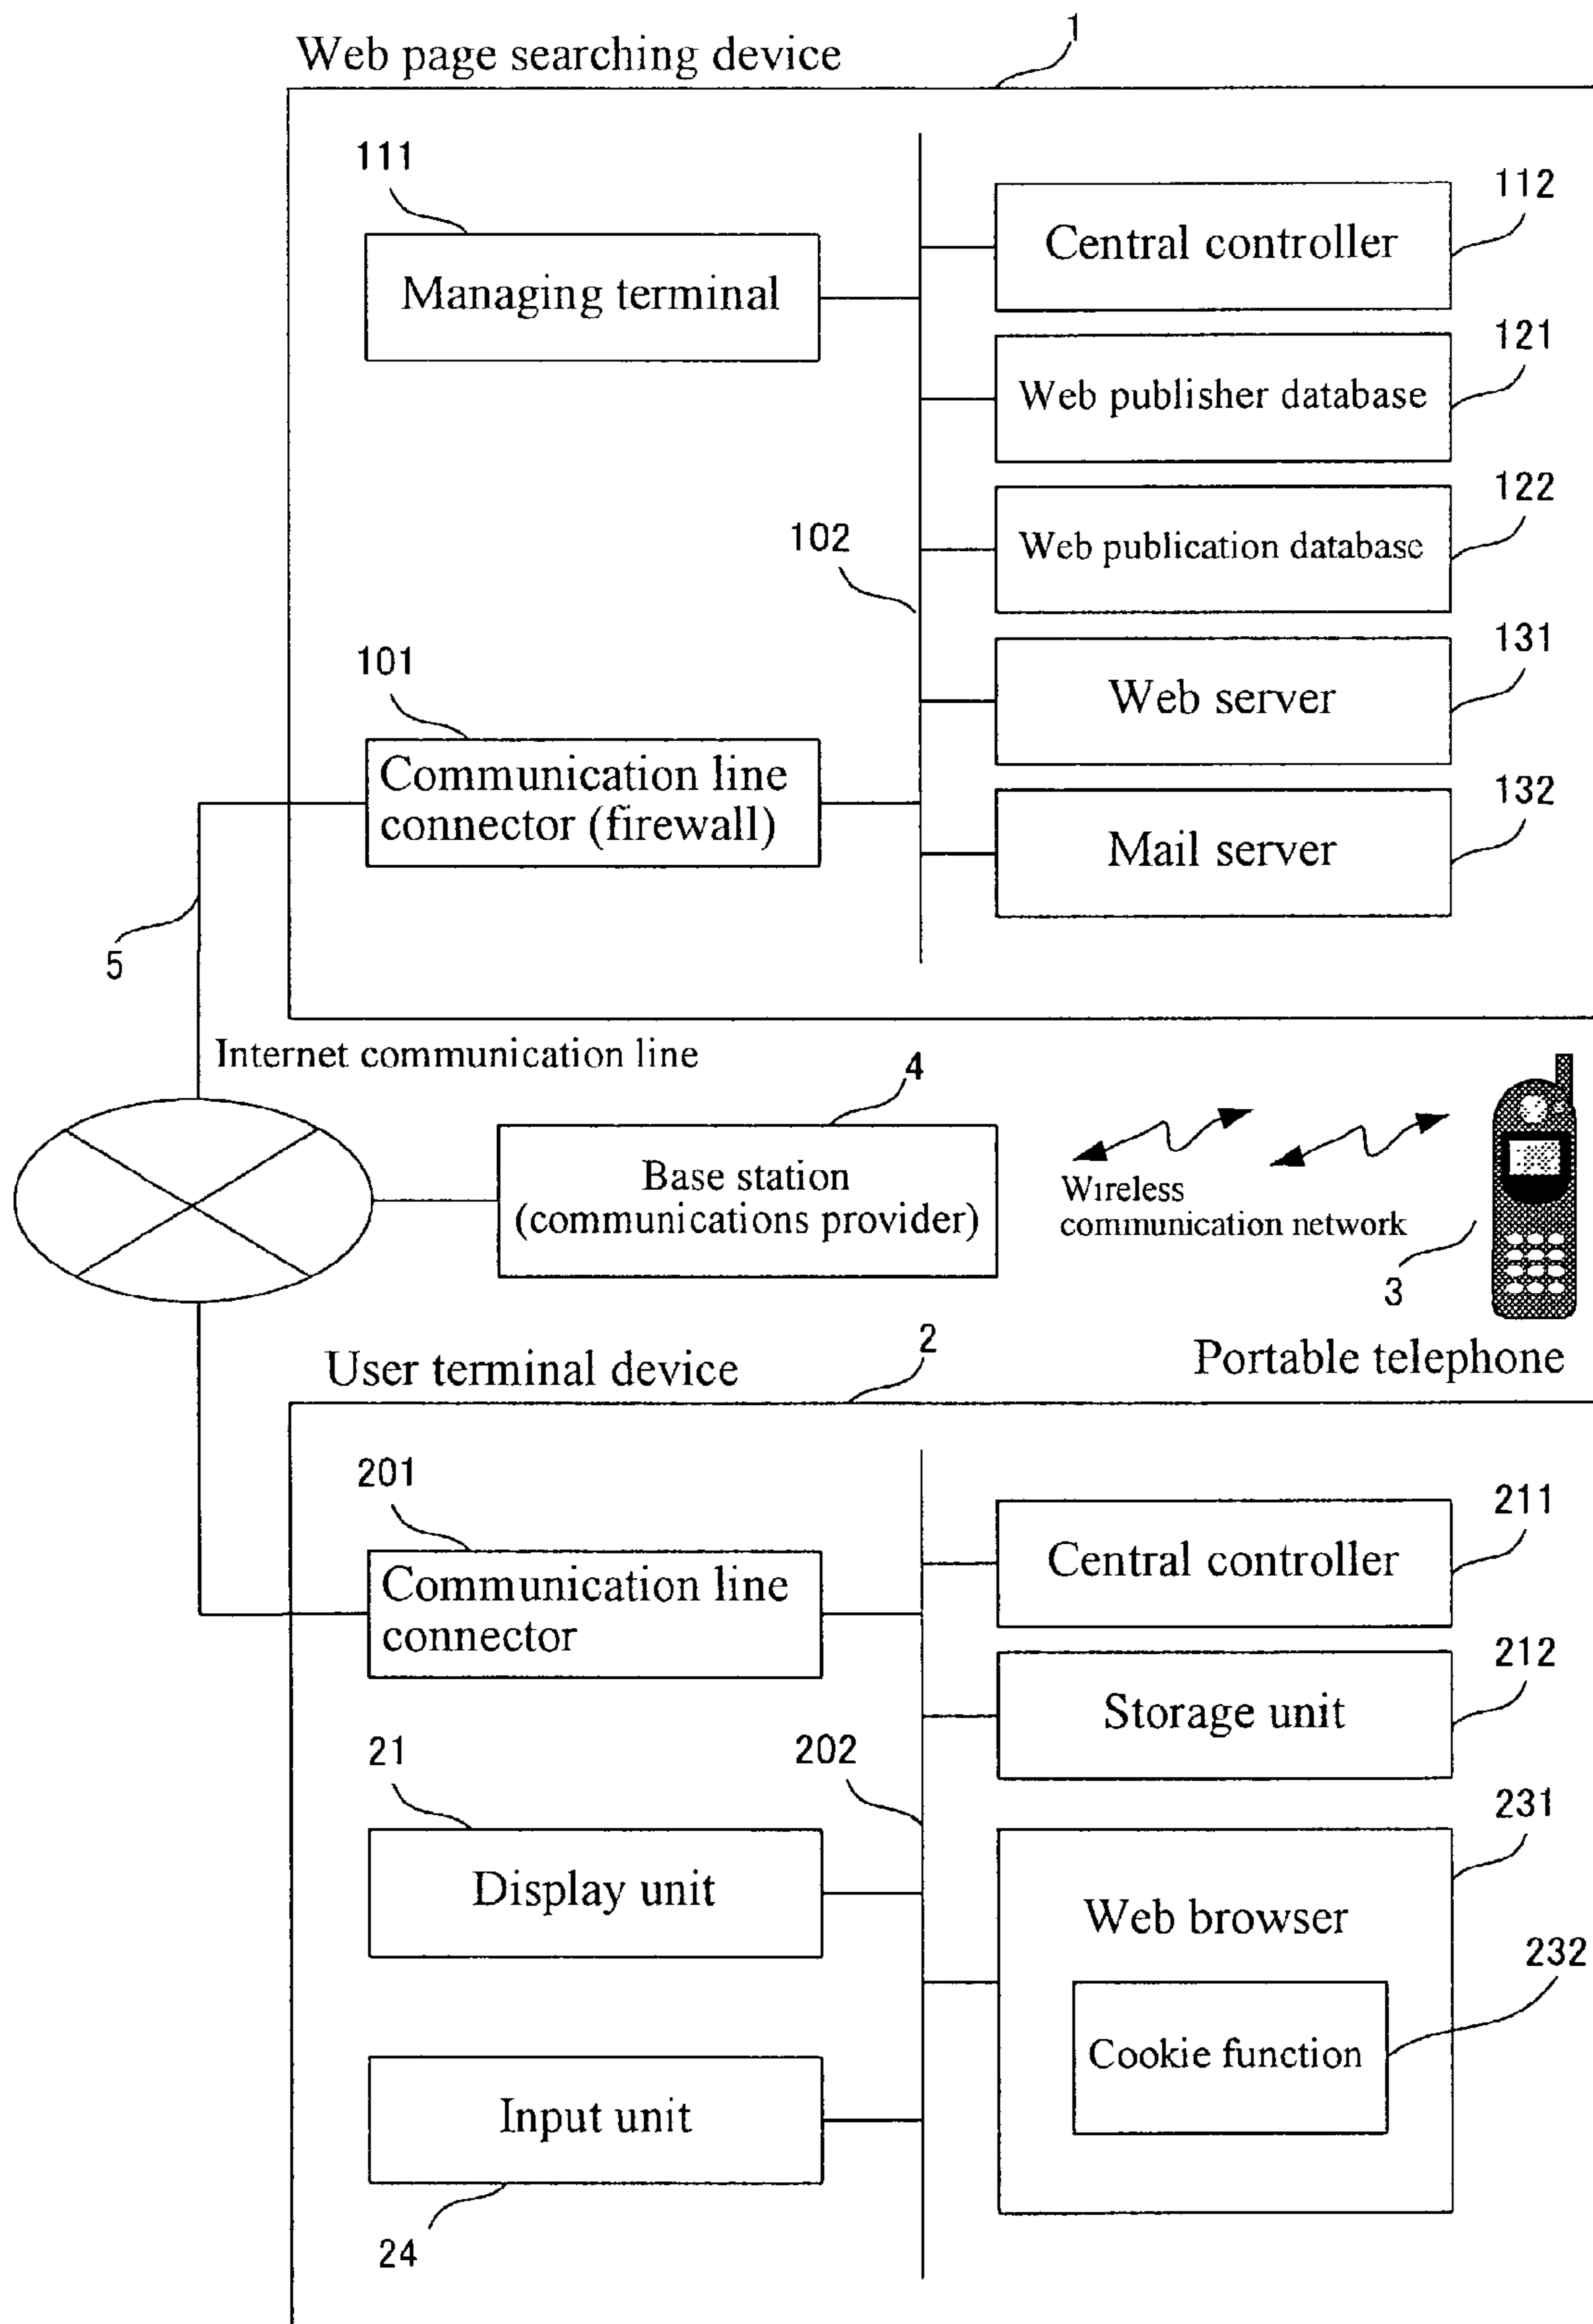 Web page searching device
1
111
Managing terminal
112
Central controller
121
Web publisher database
122
Web publication database
102
131
Web server
101
Communication line
connector (firewall)
132
Mail server
5
Internet communication line
4
Base station
(communications provider)
Wireless
communication network
3
Portable telephone
User terminal device
2
201
Communication line
connector
211
Central controller
212
Storage unit
21
202
Display unit
231
Web browser
232
Cookie function
Input unit
24